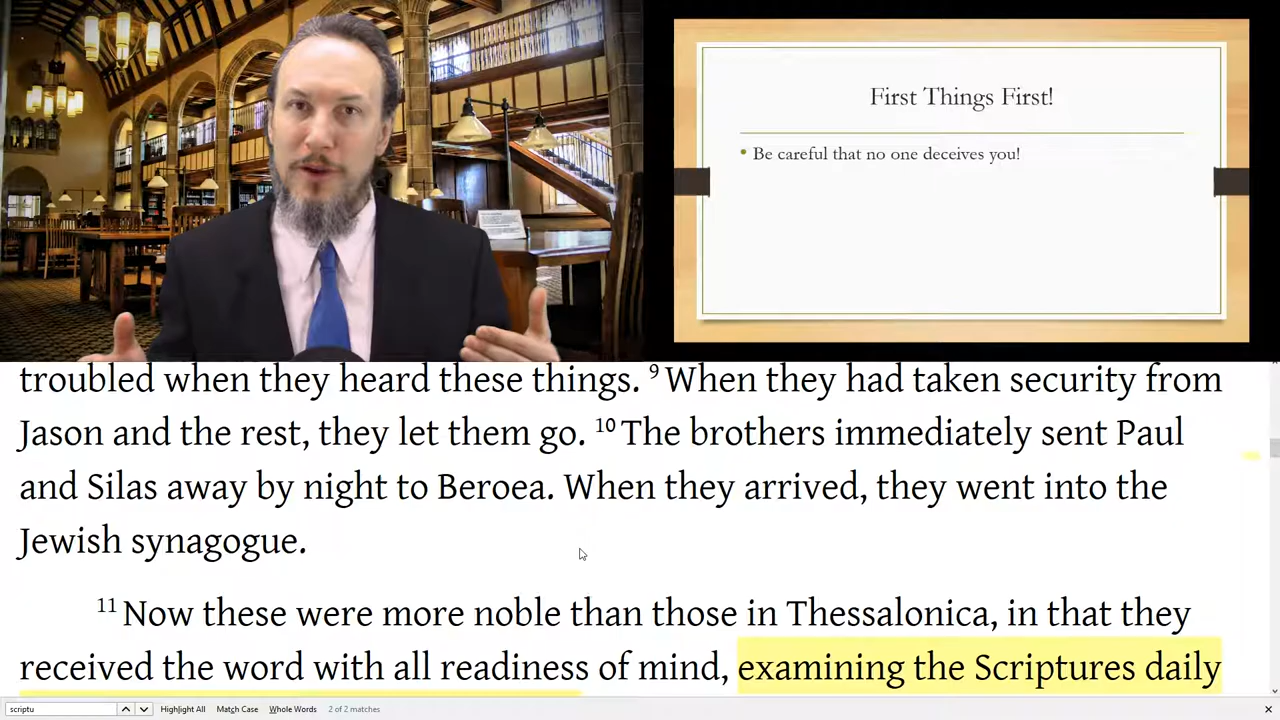 First Things First!
• Be careful that no one deceives you!
troubled when they heard these things. 9 When they had taken security from
Jason and the rest, they let them go. 10 The brothers immediately sent Paul
and Silas away by night to Beroea. When they arrived, they went into the
Jewish synagogue.
11 Now these were more noble than those in Thessalonica, in that they
received the word with all readiness of mind, examining the Scriptures daily
scriptu
Highlight All Match Case Whole Words 2 of 2 matches